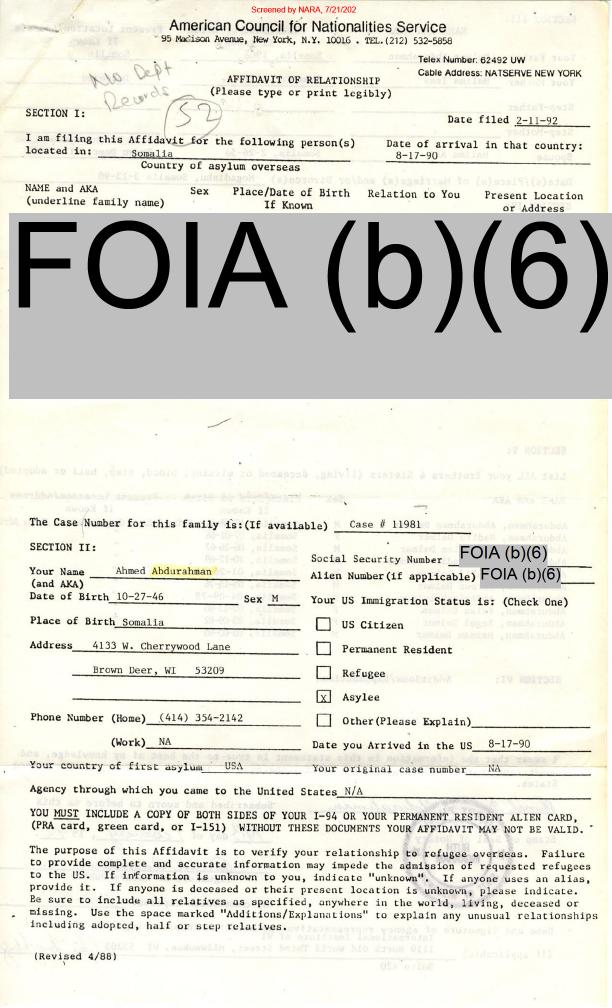 Screened by NARA, 7/21/202
American Council for Nationalities Service
95 Madison Avenue, New York, N.Y. 10016 . TEL.(212) 532-5858
Telex Number: 62492 UW
Cable Address: NATSERVE NEW YORK
No Dept
Records
52
AFFIDAVIT OF RELATIONSHIP
(Please type or print legibly)
SECTION I:
Date filed 2-11-92
I am filing this Affidavit for the following person(s)
located in: Somalia
Country of asylum overseas
Date of arrival in that country:
8-17-90
NAME and AKA Sex Place/Date of Birth Relation to You Present Location
(underline family name) If Known or Address
FOIA (b)(6)
The Case Number for this family is:(If available) Case # 11981
SECTION II:
Social Security Number FOIA (b)(6)
Your Name Ahmed Abdurahman
(and AKA)
Alien Number(if applicable) FOIA (b)(6)
Date of Birth 10-27-46 Sex M
Your US Immigration Status is: (Check One)
Place of Birth Somalia
US Citizen
Address 4133 W. Cherrywood Lane
Permanent Resident
Brown Deer, WI 53209
Refugee
X Asylee
Phone Number (Home) (414) 354-2142
Other(Please Explain)
(Work) NA
Date you Arrived in the US 8-17-90
Your country of first asylum USA
Your original case number NA
Agency through which you came to the United States N/A
YOU MUST INCLUDE A COPY OF BOTH SIDES OF YOUR I-94 OR YOUR PERMANENT RESIDENT ALIEN CARD,
(PRA card, green card, or I-151) WITHOUT THESE DOCUMENTS YOUR AFFIDAVIT MAY NOT BE VALID.
The purpose of this Affidavit is to verify your relationship to refugee overseas. Failure
to provide complete and accurate information may impede the admission of requested refugees
to the US. If information is unknown to you, indicate "unknown". If anyone uses an alias,
provide it. If anyone is deceased or their present location is unknown, please indicate.
Be sure to include all relatives as specified, anywhere in the world, living, deceased or
missing. Use the space marked "Additions/Explanations" to explain any unusual relationships
including adopted, half or step relatives.
(Revised 4/88)